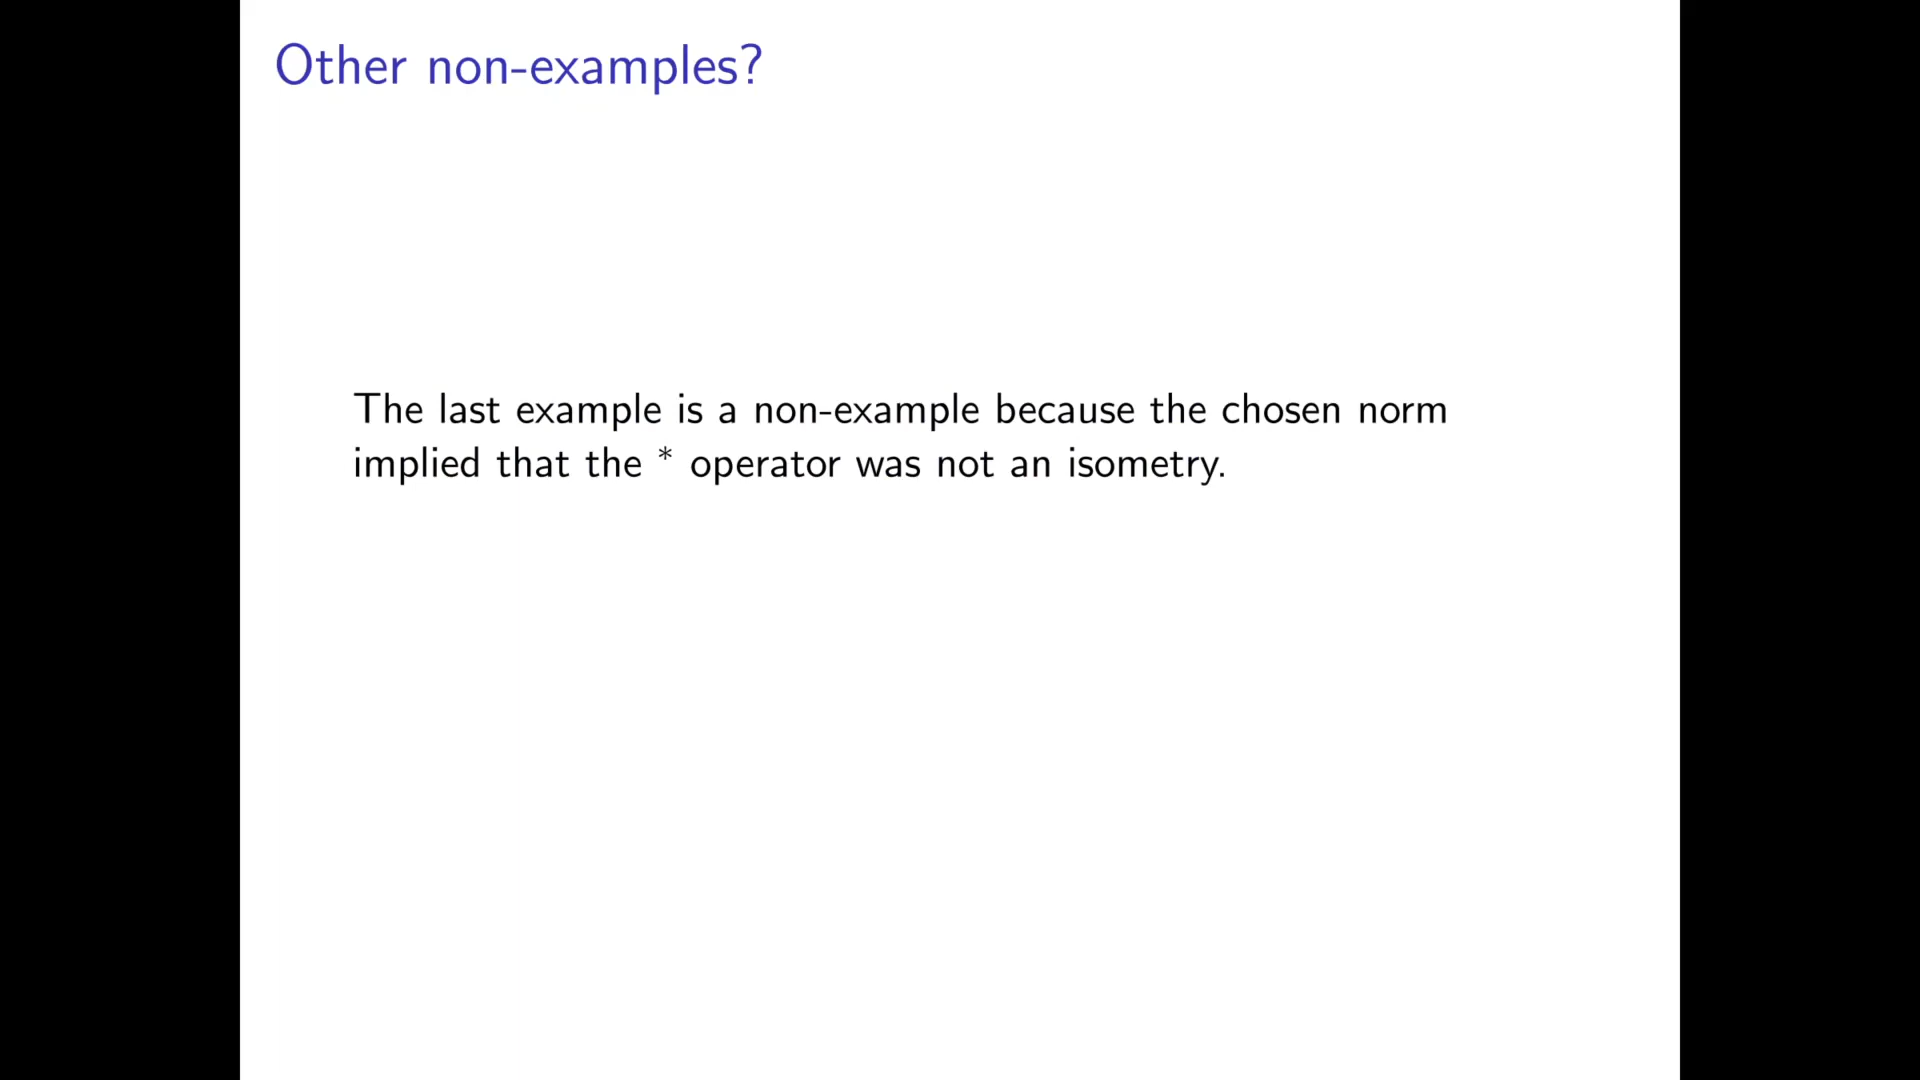 Other non-examples?
The last example is a non-example because the chosen norm
implied that the * operator was not an isometry.